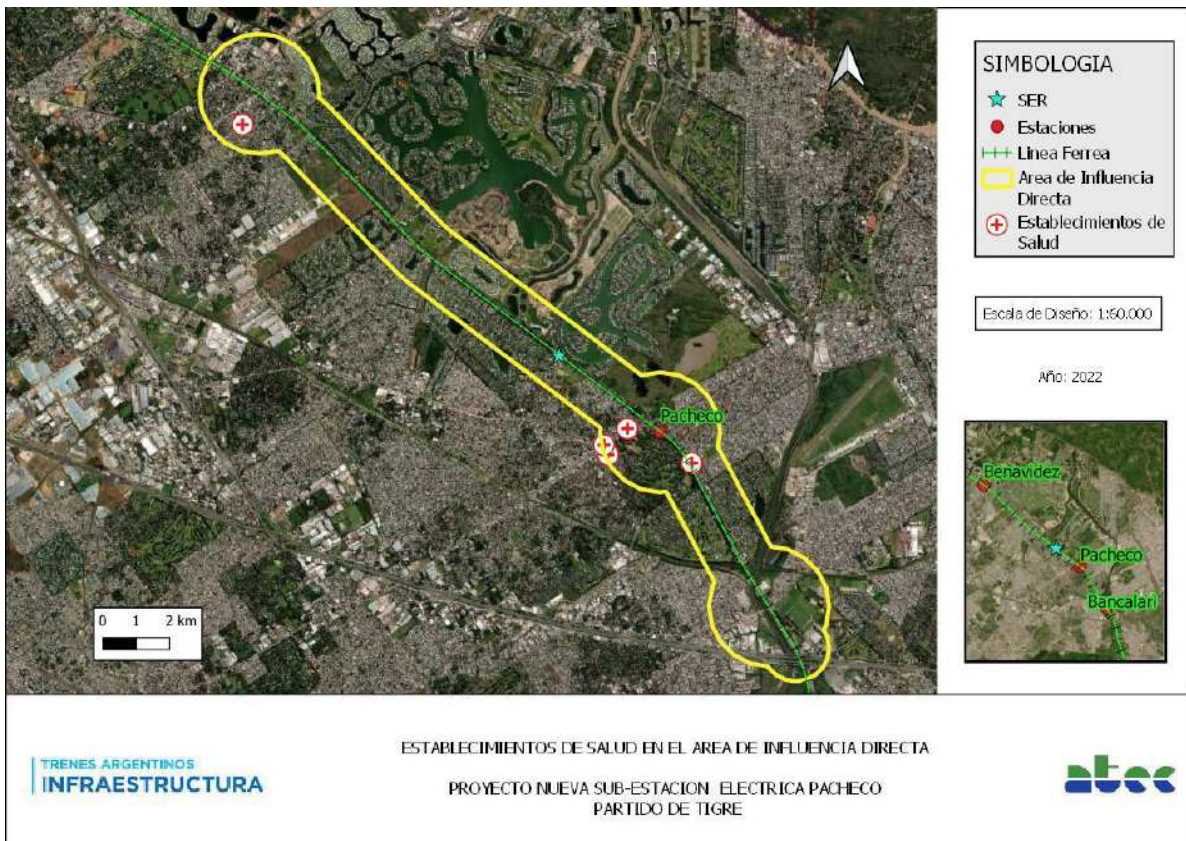 SIMBOLOGIA
SER
Estaciones
Linea Ferrea
Area de Influencia
Directa
Establecimientos de
Salud
Escala de Diseño: 1:60.000
Año: 2022
Pacheco
0 1 2 km
Benavidez
Pacheco
Bancalari
TRENES ARGENTINOS
INFRAESTRUCTURA
ESTABLECIMIENTOS DE SALUD EN EL AREA DE INFLUENCIA DIRECTA
PROYECTO NUEVA SUB-ESTACION ELECTRICA PACHECO
PARTIDO DE TIGRE
atec